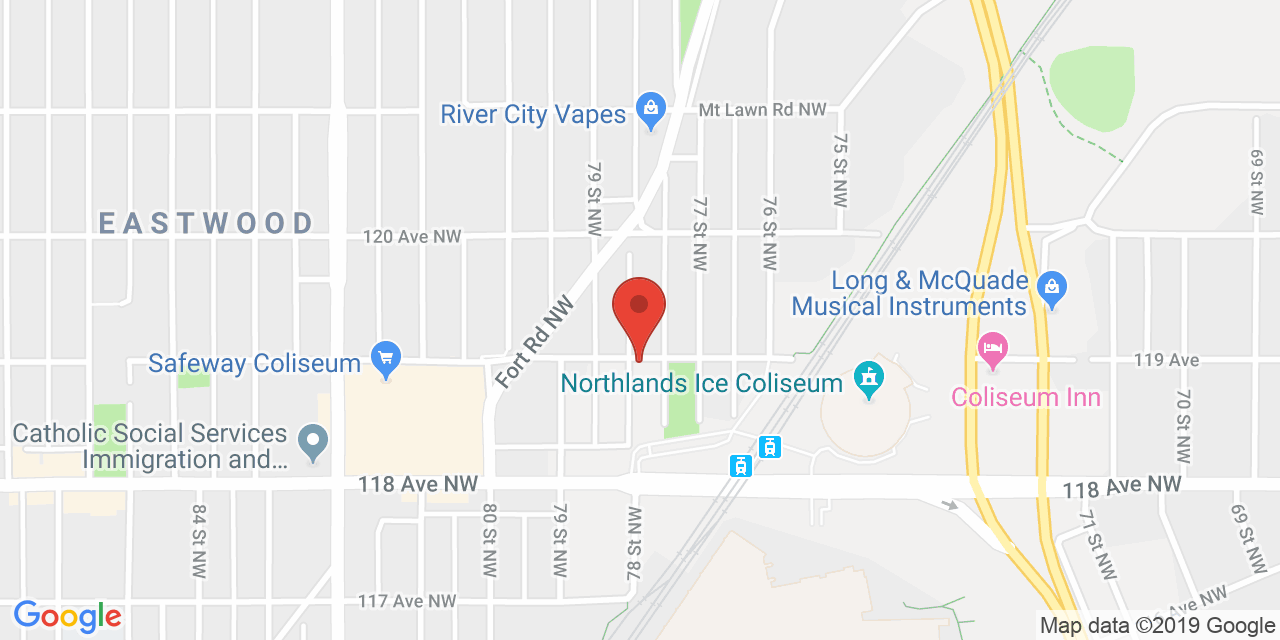 Mt Lawn Rd NW
River City Vapes
75 St NW
69 St NW
79 St NW
77 St NW
76 St NW
EASTWOOD
120 Ave NW
Long & McQuade
Musical Instruments
Fort Rd NW
Safeway Coliseum
119 Ave
Northlands Ice Coliseum
Coliseum Inn
70 St NW
Catholic Social Services
Immigration and...
118 Ave NW
118 Ave NW
84 St NW
80 St NW
79 St NW
78 St NW
71 St NW
69 St NW
117 Ave NW
Ave NW
Google
Map data ©2019 Google